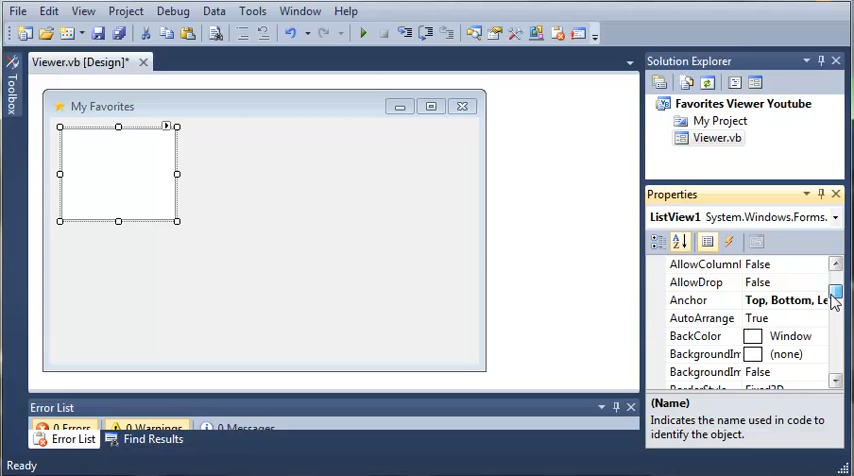 File Edit View Project Debug Data Tools Window Help
Viewer.vb [Design]*
Toolbox
My Favorites
Solution Explorer
Favorites Viewer Youtube
My Project
Viewer.vb
Properties
ListView1 System.Windows.Forms.
AllowColumnI False
AllowDrop False
Anchor Top, Bottom, Le
AutoArrange True
BackColor Window
BackgroundIm (none)
BackgroundIm False
BorderStyle Fixed3D
(Name)
Indicates the name used in code to
identify the object.
Error List
0 Errors 0 Warnings 0 Messages
Error List Find Results
Ready